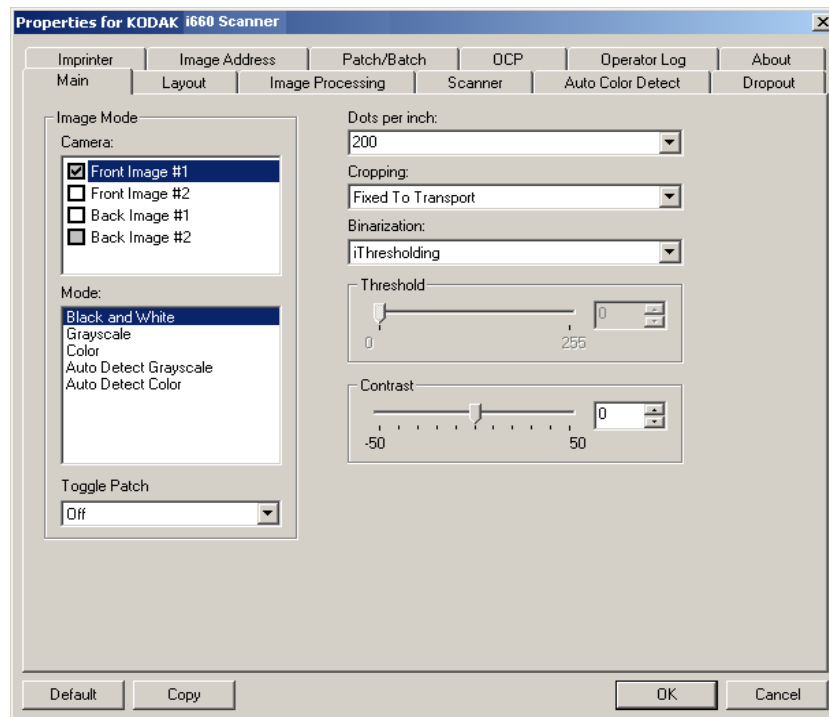 Properties for KODAK i660 Scanner
Imprinter Image Address Patch/Batch OCP Operator Log About
Main Layout Image Processing Scanner Auto Color Detect Dropout
Image Mode
Camera:
Front Image #1
Front Image #2
Back Image #1
Back Image #2
Mode:
Black and White
Grayscale
Color
Auto Detect Grayscale
Auto Detect Color
Toggle Patch
Off
Dots per inch:
200
Cropping:
Fixed To Transport
Binarization:
iThresholding
Threshold
0
0 255
Contrast
0
-50 50
Default Copy OK Cancel